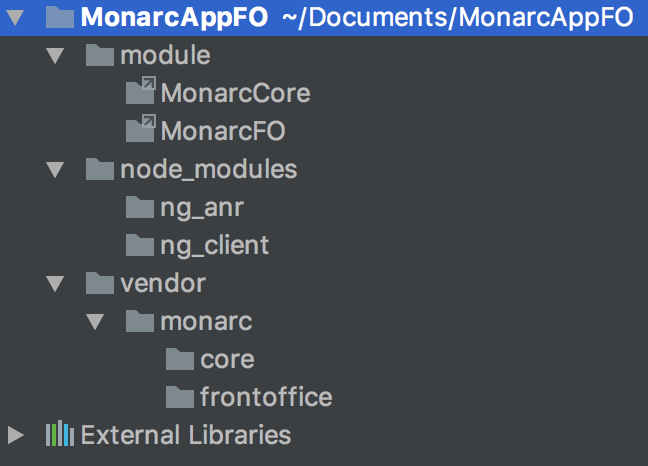 MonarcAppFO ~/Documents/MonarcAppFO
module
MonarcCore
MonarcFO
node_modules
ng_anr
ng_client
vendor
monarc
core
frontoffice
External Libraries